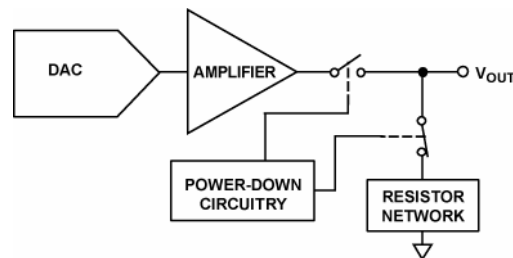 DAC
AMPLIFIER
VOUT
POWER-DOWN
CIRCUITRY
RESISTOR
NETWORK